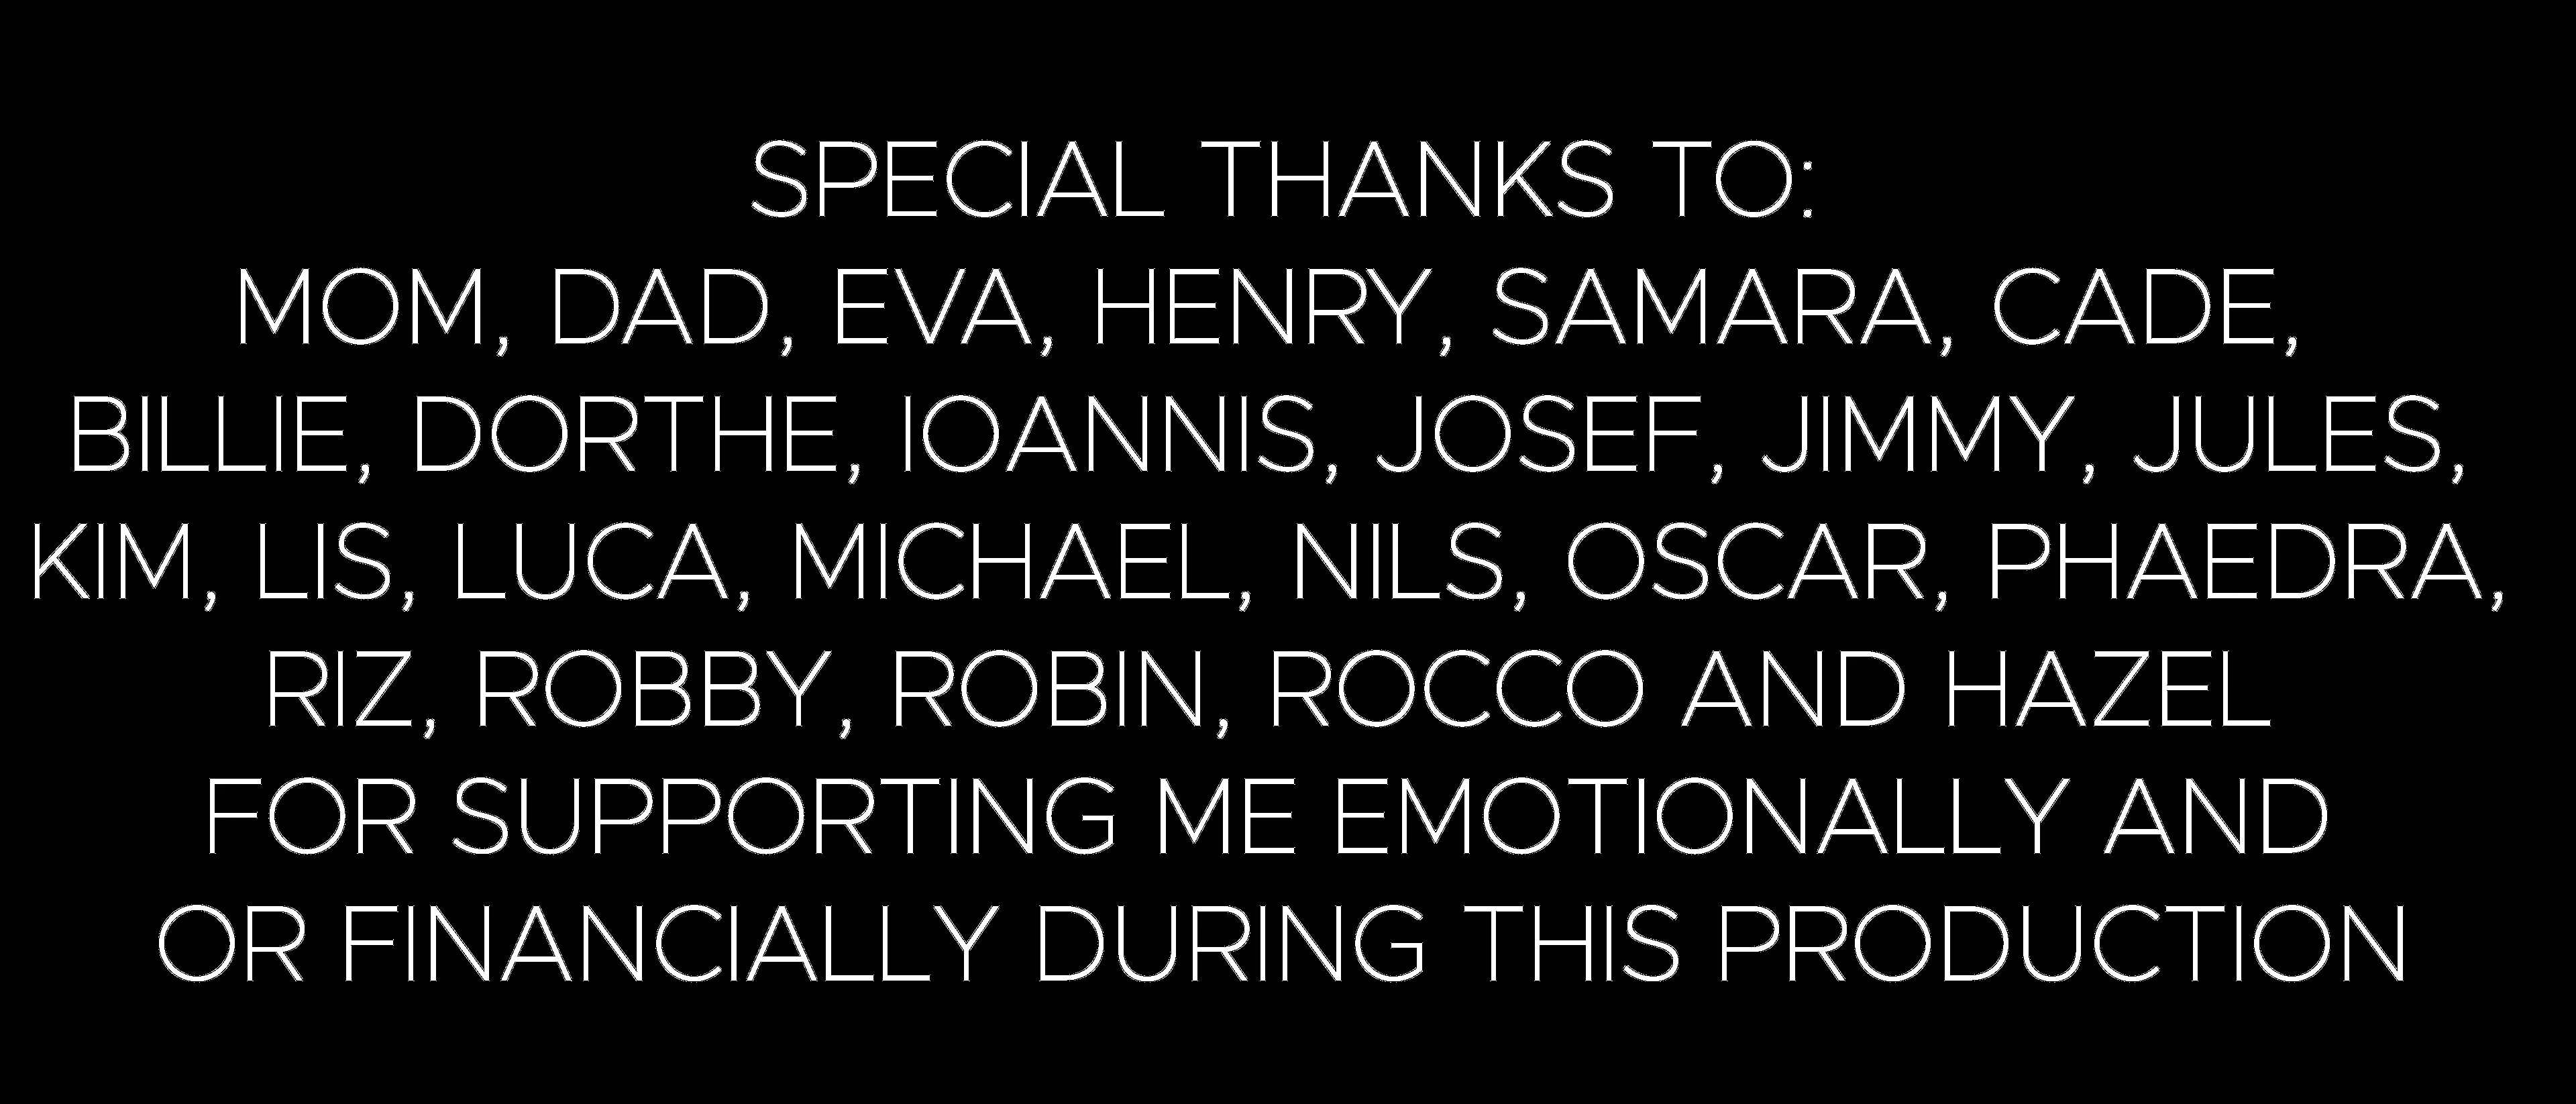 SPECIAL THANKS TO:
MOM, DAD, EVA, HENRY, SAMARA, CADE,
BILLIE, DORTHE, IOANNIS, JOSEF, JIMMY, JULES,
KIM, LIS, LUCA, MICHAEL, NILS, OSCAR, PHAEDRA,
RIZ, ROBBY, ROBIN, ROCCO AND HAZEL
FOR SUPPORTING ME EMOTIONALLY AND
OR FINANCIALLY DURING THIS PRODUCTION